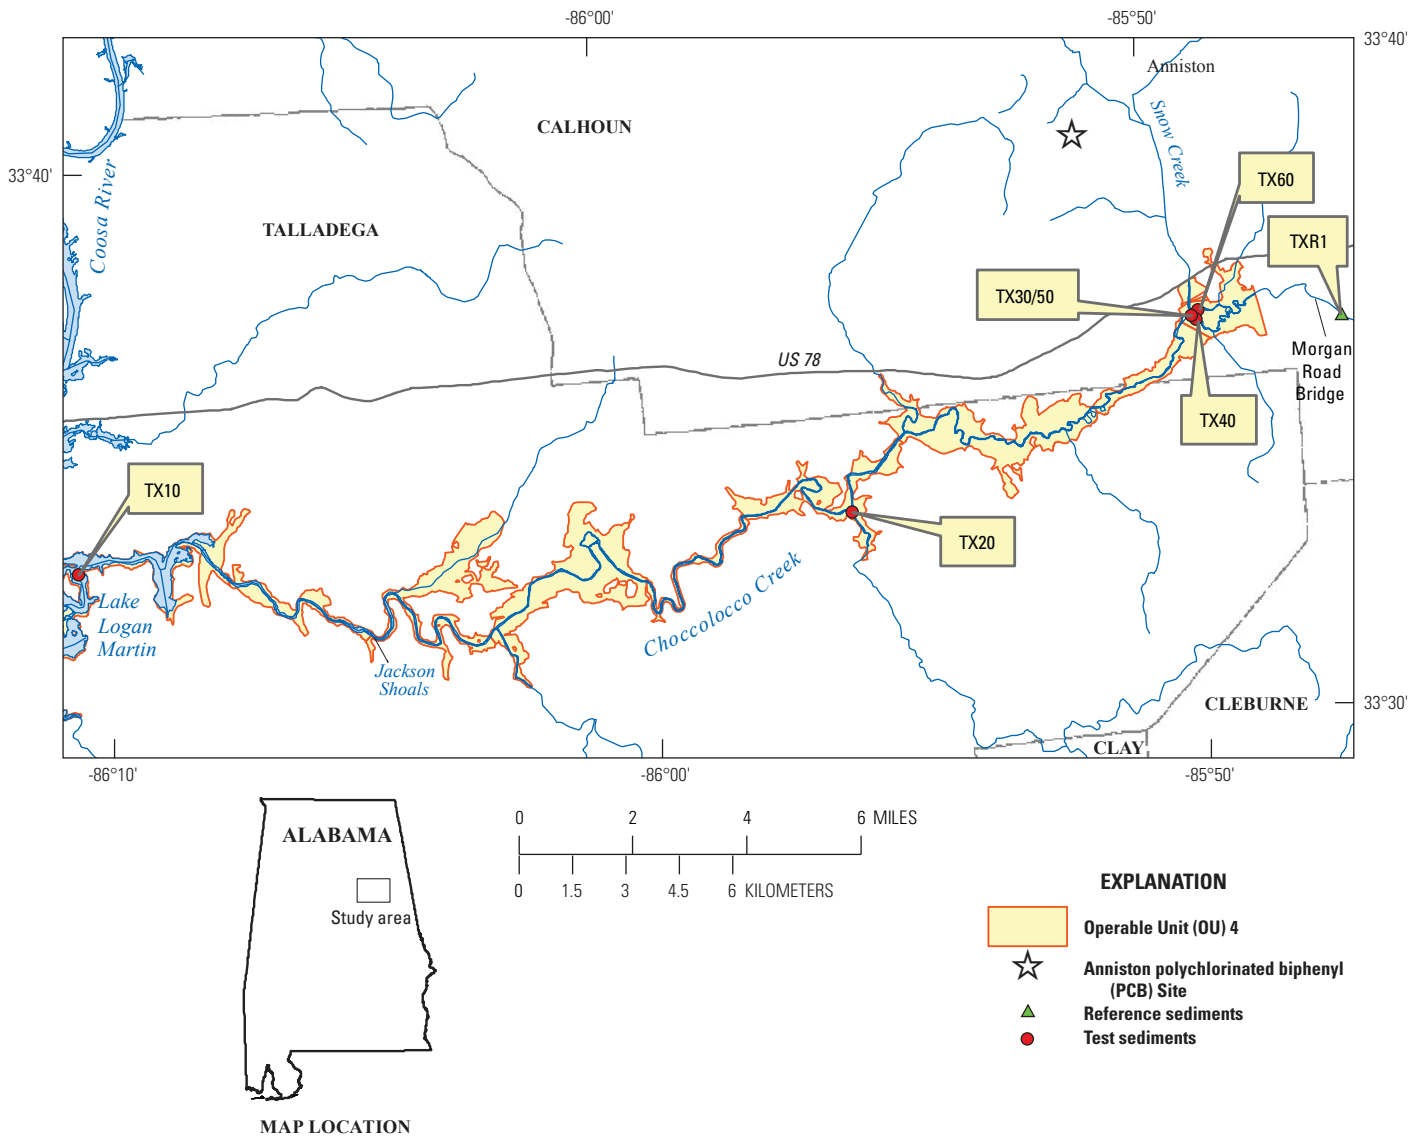 -86°00'
-85°50'
33°40'
Anniston
CALHOUN
Snow Creek
33°40'
Coosa River
TX60
TALLADEGA
TXR1
TX30/50
US 78
Morgan
Road
Bridge
TX40
TX10
TX20
Choccolocco Creek
Lake
Logan
Martin
Jackson
Shoals
CLEBURNE
33°30'
CLAY
-86°10'
-86°00'
-85°50'
0 2 4 6 MILES
0 1.5 3 4.5 6 KILOMETERS
ALABAMA
Study area
MAP LOCATION
EXPLANATION
Operable Unit (OU) 4
Anniston polychlorinated biphenyl
(PCB) Site
Reference sediments
Test sediments